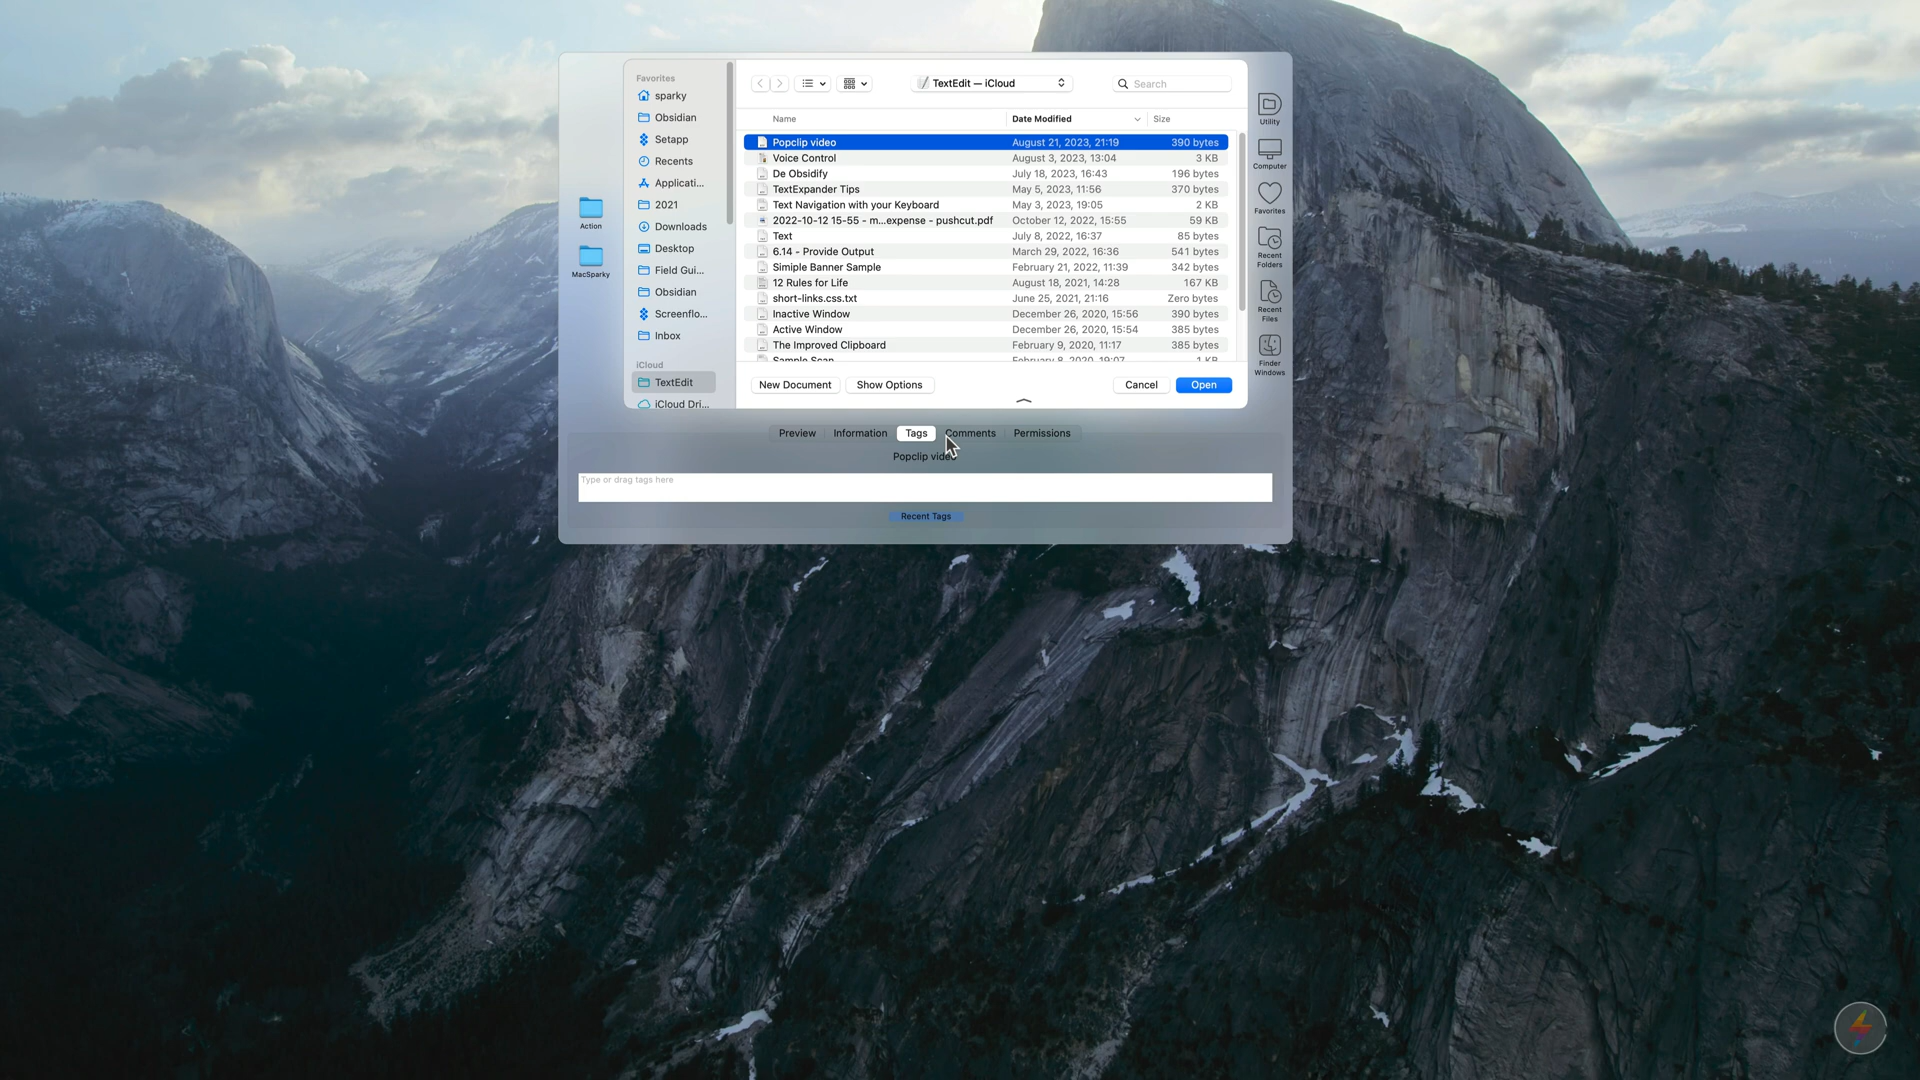 Favorites
sparky
Obsidian
Setapp
Recents
Applicati...
2021
Downloads
Desktop
Field Gui...
Obsidian
Screenflo...
Inbox
iCloud
TextEdit
iCloud Dri...
Action
MacSparky
TextEdit — iCloud
Search
Name Date Modified Size
Popclip video August 21, 2023, 21:19 390 bytes
Voice Control August 3, 2023, 13:04 3 KB
De Obsidify July 18, 2023, 16:43 196 bytes
TextExpander Tips May 5, 2023, 11:56 370 bytes
Text Navigation with your Keyboard May 3, 2023, 19:05 2 KB
2022-10-12 15-55 - m...expense - pushcut.pdf October 12, 2022, 15:55 59 KB
Text July 8, 2022, 16:37 85 bytes
6.14 - Provide Output March 29, 2022, 16:36 541 bytes
Simiple Banner Sample February 21, 2022, 11:39 342 bytes
12 Rules for Life August 18, 2021, 14:28 167 KB
short-links.css.txt June 25, 2021, 21:16 Zero bytes
Inactive Window December 26, 2020, 15:56 390 bytes
Active Window December 26, 2020, 15:54 385 bytes
The Improved Clipboard February 9, 2020, 11:17 385 bytes
Sample Scan February 8, 2020, 19:07 1 KB
New Document Show Options Cancel Open
Utility
Computer
Favorites
Recent
Folders
Recent
Files
Finder
Windows
Preview Information Tags Comments Permissions
Popclip video
Type or drag tags here
Recent Tags